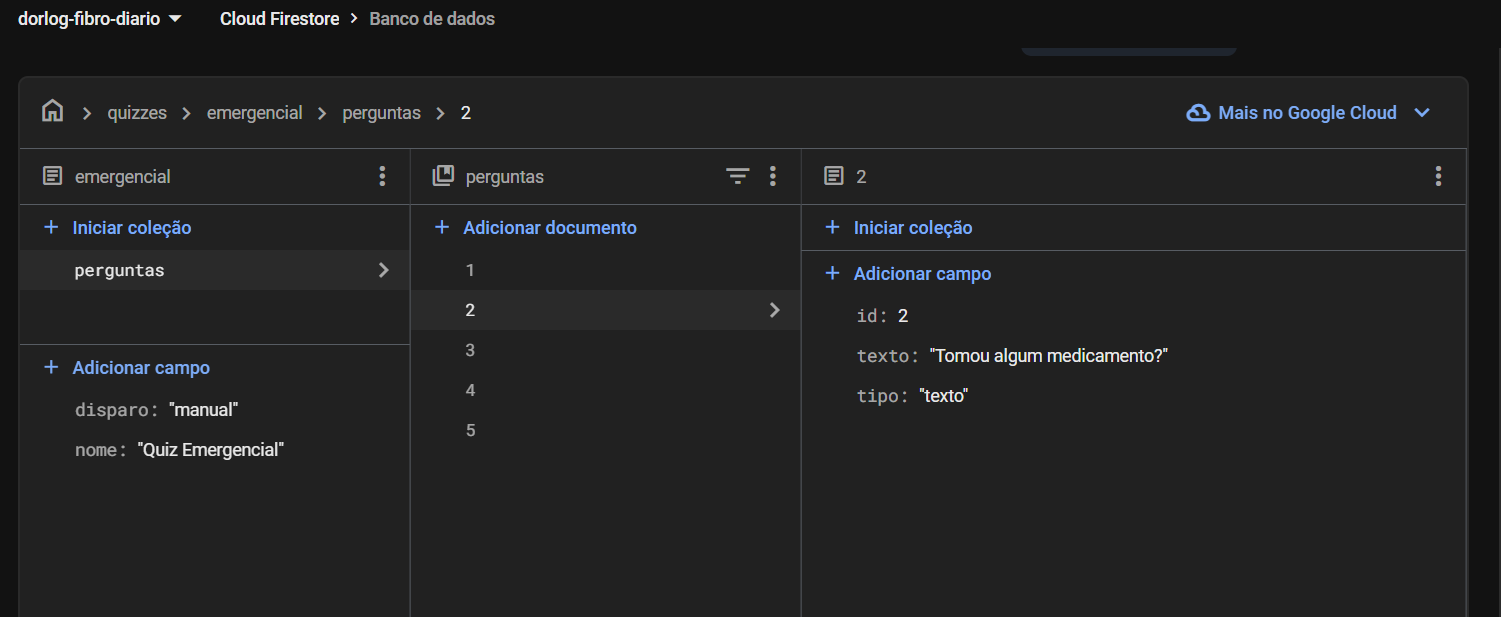 dorlog-fibro-diario Cloud Firestore > Banco de dados
quizzes > emergencial > perguntas > 2 Mais no Google Cloud
emergencial
+ Iniciar coleção
perguntas
+ Adicionar campo
disparo: "manual"
nome: "Quiz Emergencial"
perguntas
+ Adicionar documento
1
2
3
4
5
2
+ Iniciar coleção
+ Adicionar campo
id: 2
texto: "Tomou algum medicamento?"
tipo: "texto"